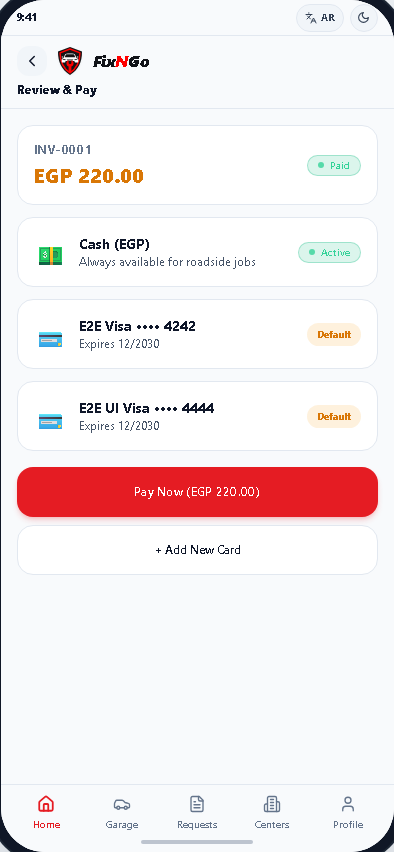 9:41
AR
FixNGo
Review & Pay
INV-0001
EGP 220.00
Paid
Cash (EGP)
Always available for roadside jobs
Active
E2E Visa •••• 4242
Expires 12/2030
Default
E2E UI Visa •••• 4444
Expires 12/2030
Default
Pay Now (EGP 220.00)
+ Add New Card
Home
Garage
Requests
Centers
Profile